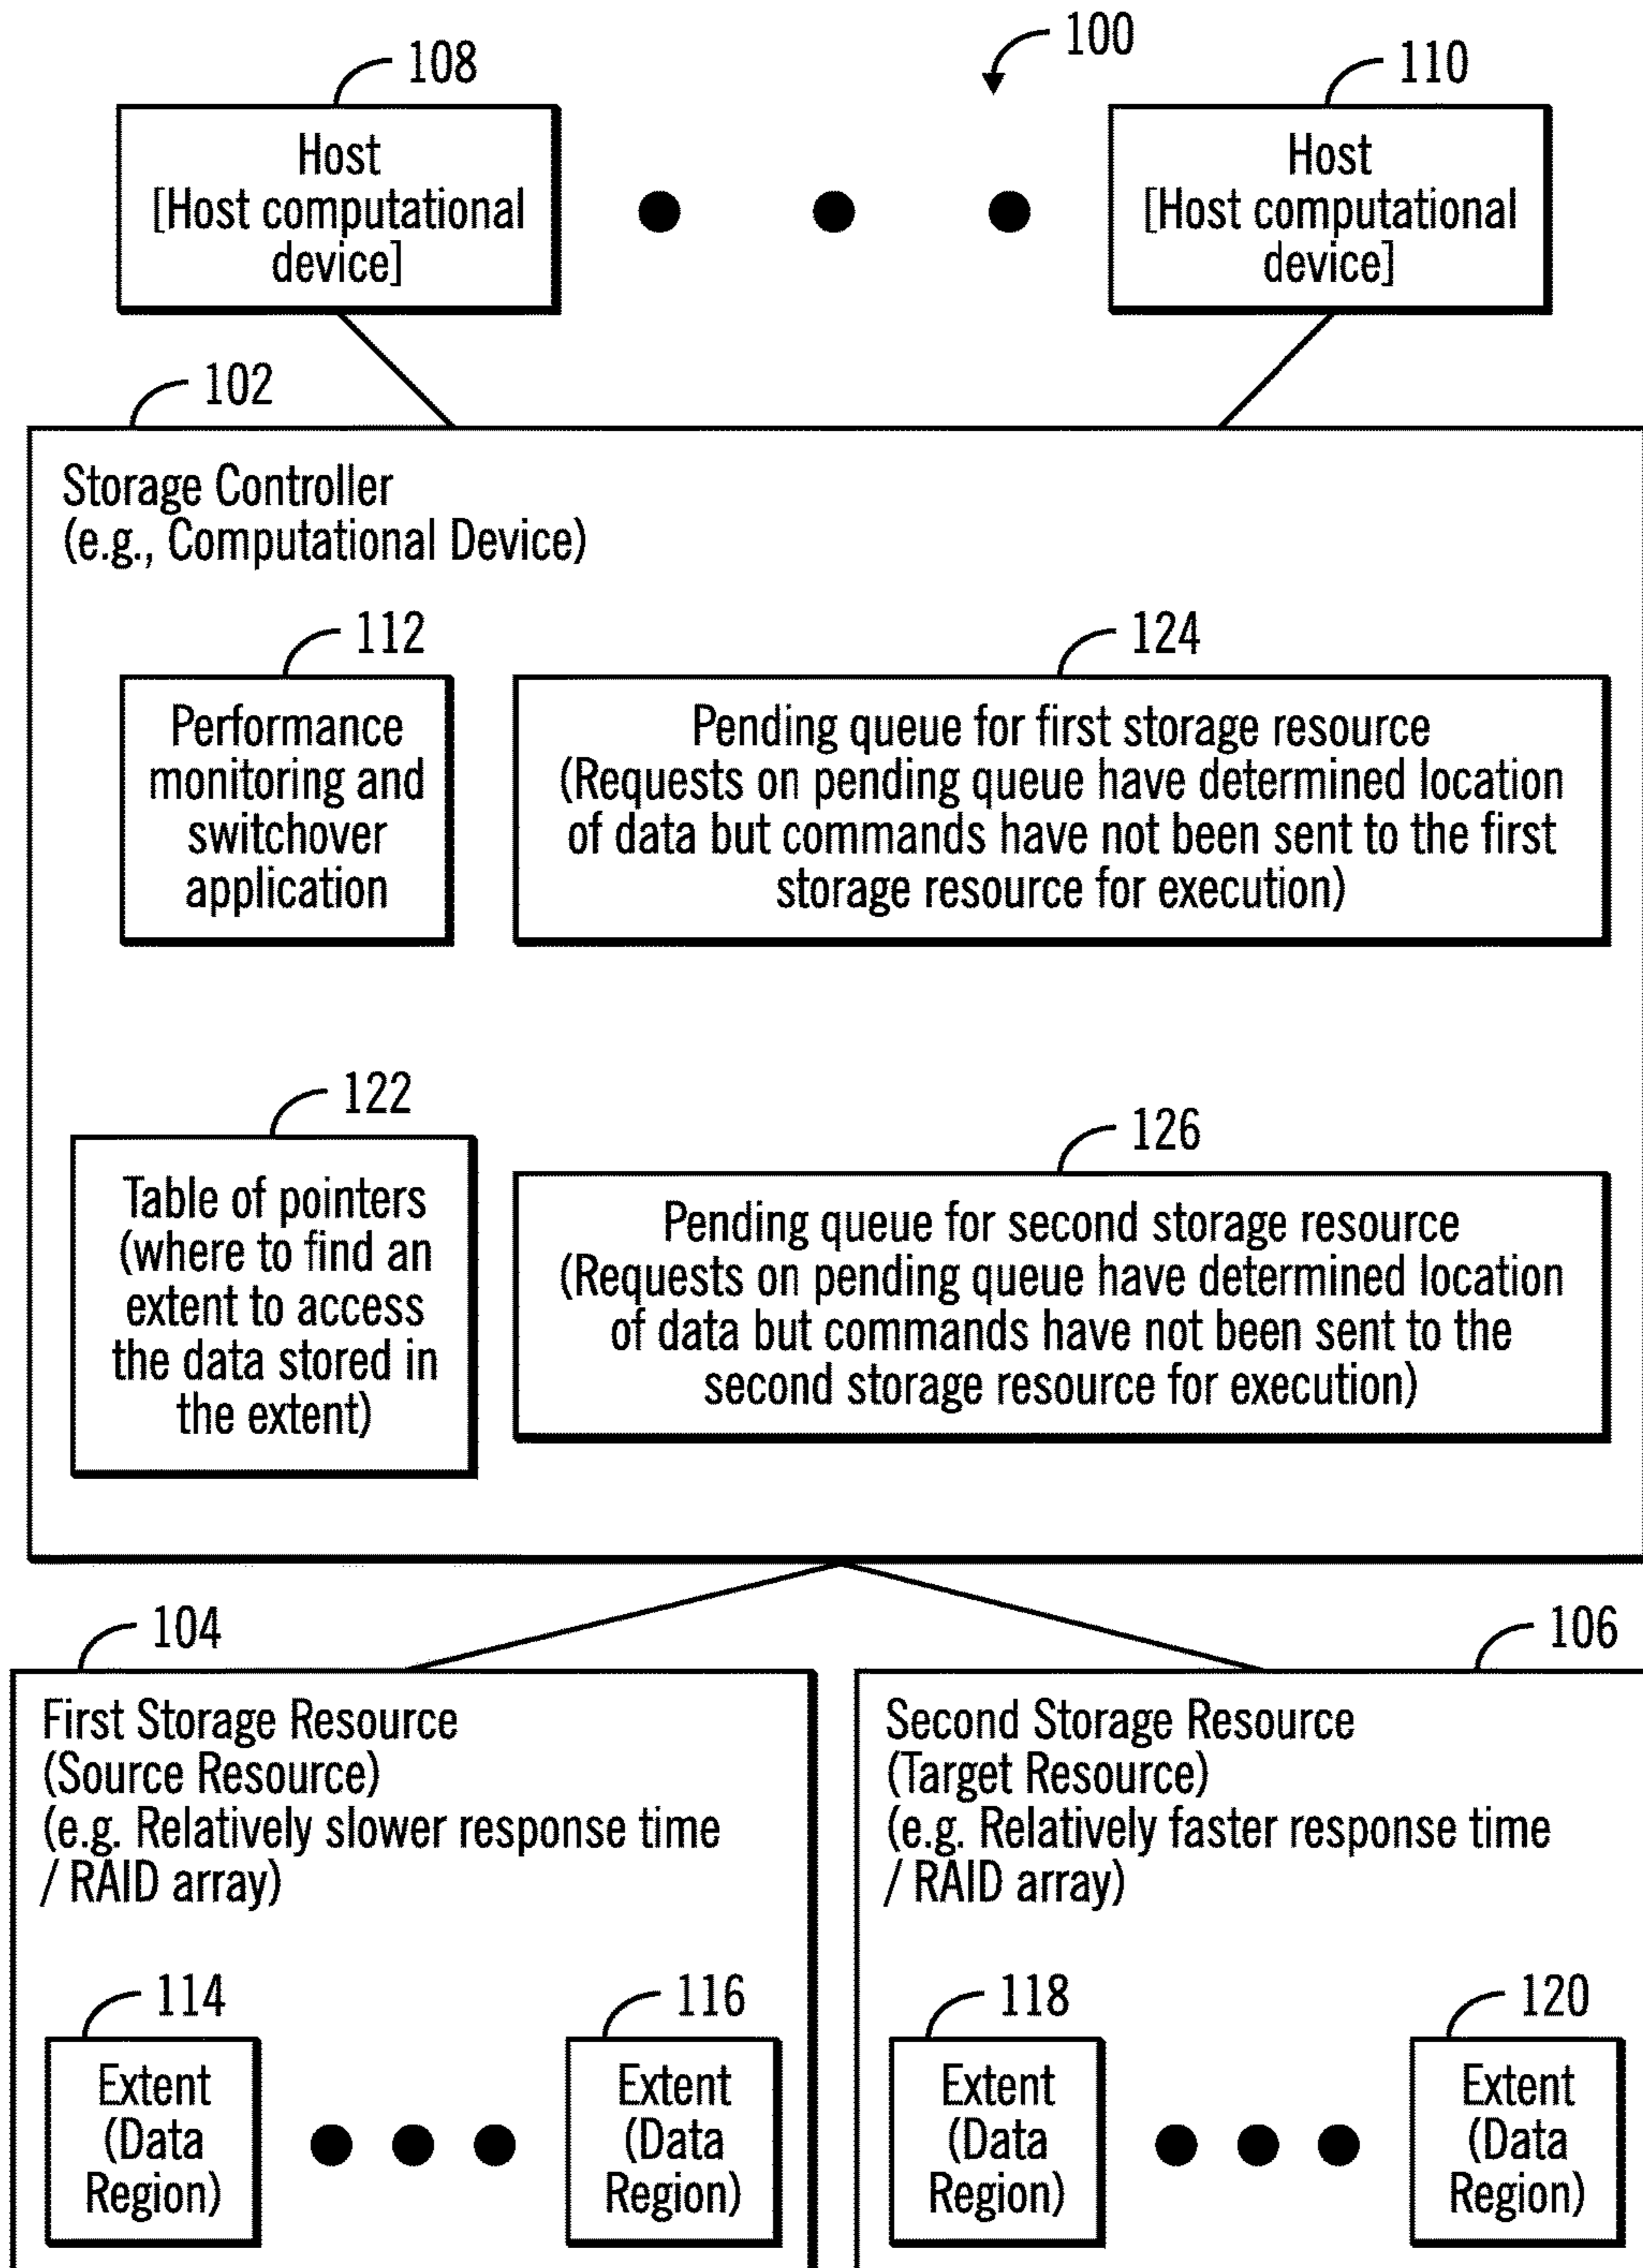 100
108
110
Host
[Host computational
device]
Host
[Host computational
device]
102
Storage Controller
(e.g., Computational Device)
112
Performance
monitoring and
switchover
application
124
Pending queue for first storage resource
(Requests on pending queue have determined location
of data but commands have not been sent to the first
storage resource for execution)
122
Table of pointers
(where to find an
extent to access
the data stored in
the extent)
126
Pending queue for second storage resource
(Requests on pending queue have determined location
of data but commands have not been sent to the
second storage resource for execution)
104
First Storage Resource
(Source Resource)
(e.g. Relatively slower response time
/ RAID array)
114
Extent
(Data
Region)
116
Extent
(Data
Region)
106
Second Storage Resource
(Target Resource)
(e.g. Relatively faster response time
/ RAID array)
118
Extent
(Data
Region)
120
Extent
(Data
Region)